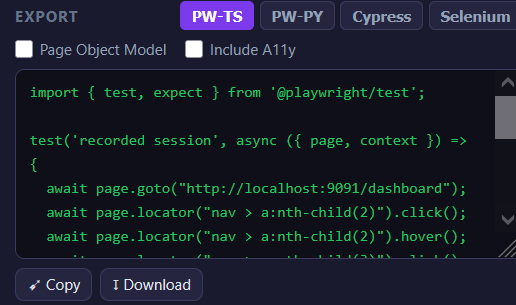 EXPORT PW-TS PW-PY Cypress Selenium
Page Object Model Include A11y
import { test, expect } from '@playwright/test';
test('recorded session', async ({ page, context }) =>
{
  await page.goto("http://localhost:9091/dashboard");
  await page.locator("nav > a:nth-child(2)").click();
  await page.locator("nav > a:nth-child(2)").hover();
Copy Download